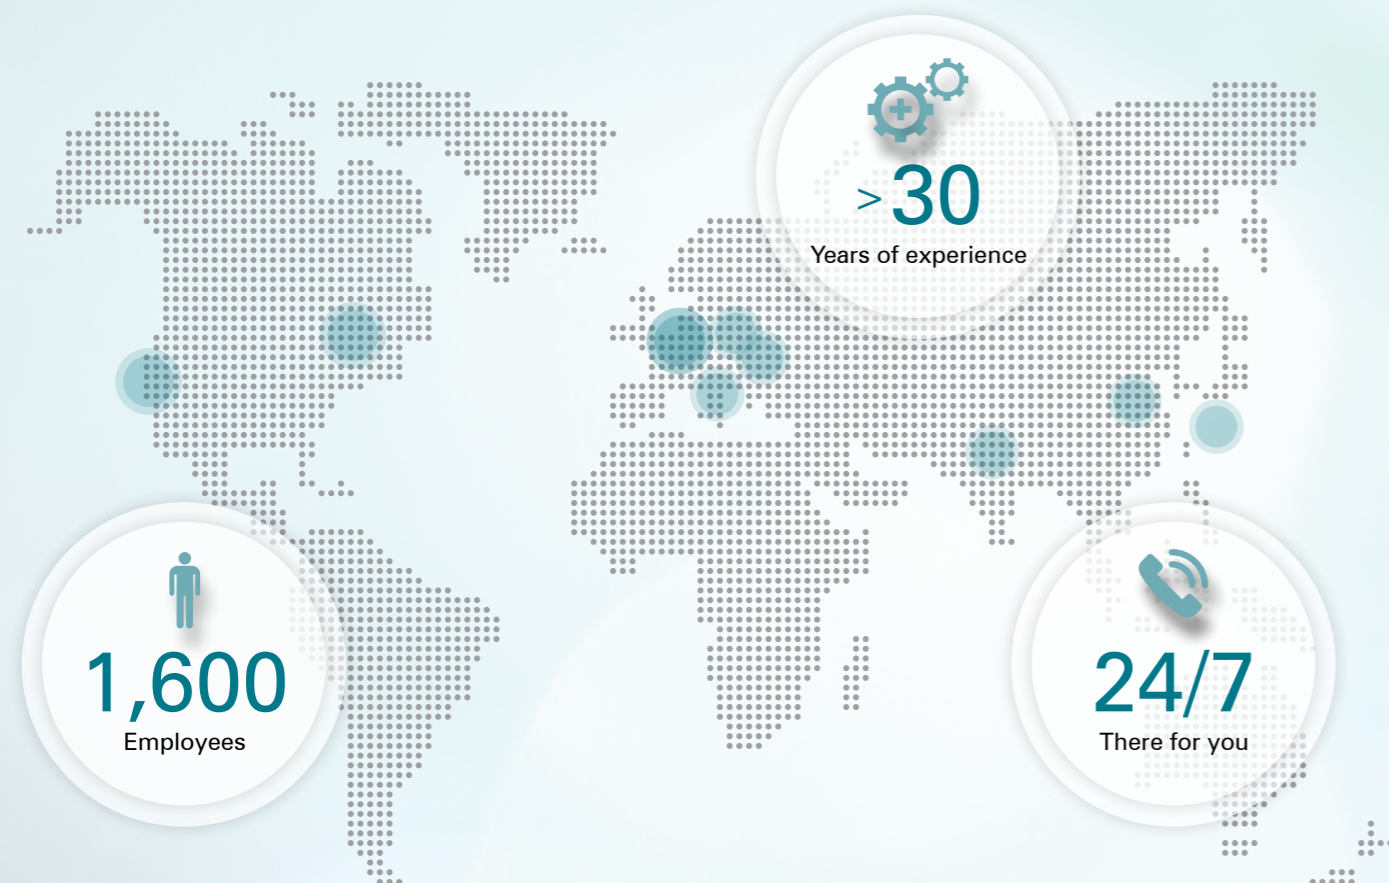 > 30
Years of experience
1,600
Employees
24/7
There for you